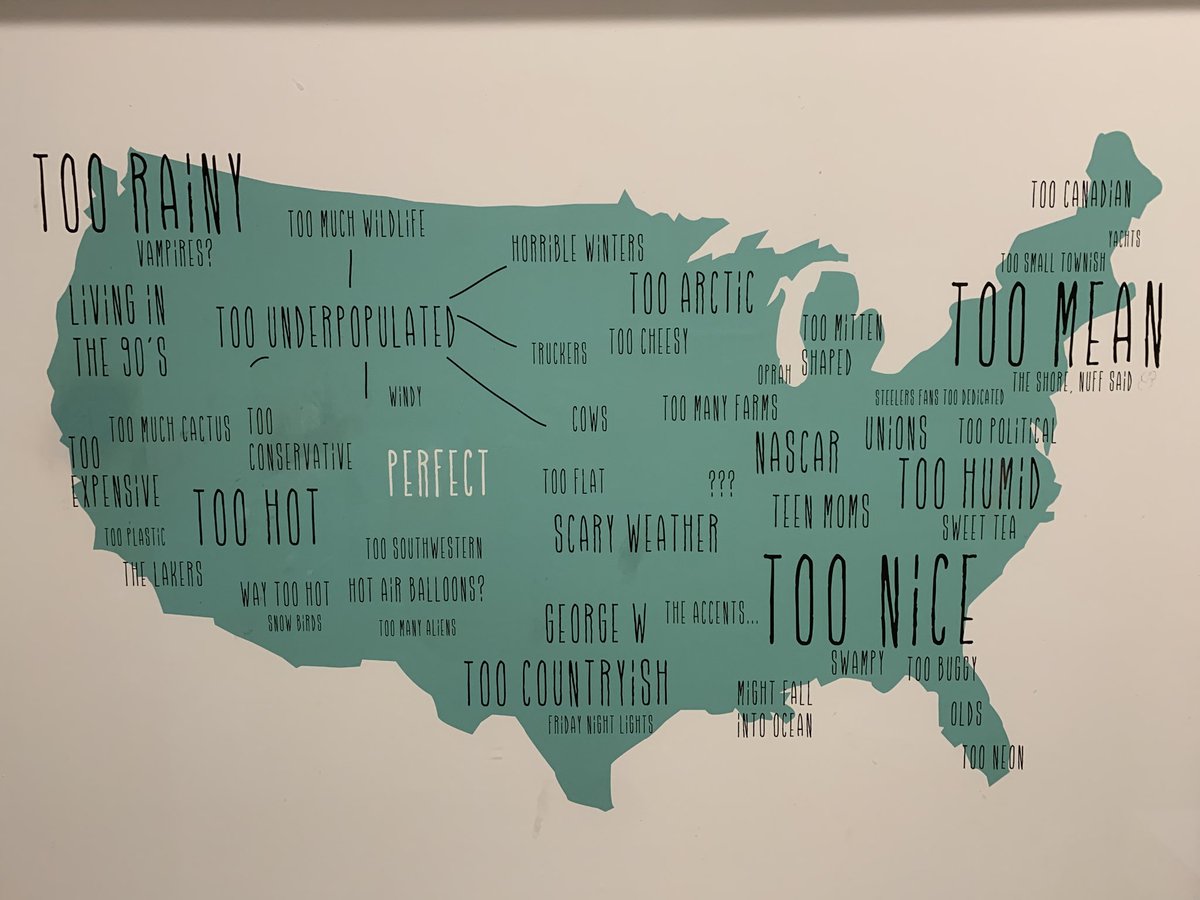 TOO CANADIAN
TOO RAINY
TOO MUCH WILDLIFE
VAMPIRES?
HORRIBLE WINTERS
YACHTS
TOO SMALL TOWNISH
TOO ARCTIC
LIVING IN
THE 90'S
TOO UNDERPOPULATED
TOO MEAN
TOO MITTEN
SHAPED
TRUCKERS
TOO CHEESY
OPRAH
THE SHORE, NUFF SAID
WINDY
STEELERS FANS TOO DEDICATED
TOO MANY FARMS
COWS
TOO MUCH CACTUS
TOO
CONSERVATIVE
UNIONS
TOO POLITICAL
TOO
EXPENSIVE
PERFECT
NASCAR
TOO FLAT
???
TOO HUMID
TOO HOT
TEEN MOMS
SWEET TEA
TOO PLASTIC
SCARY WEATHER
TOO SOUTHWESTERN
THE LAKERS
WAY TOO HOT
HOT AIR BALLOONS?
SNOW BIRDS
TOO MANY ALIENS
GEORGE W
THE ACCENTS...
TOO NICE
SWAMPY
TOO BUGGY
TOO COUNTRYISH
MIGHT FALL
INTO OCEAN
FRIDAY NIGHT LIGHTS
OLDS
TOO NEON